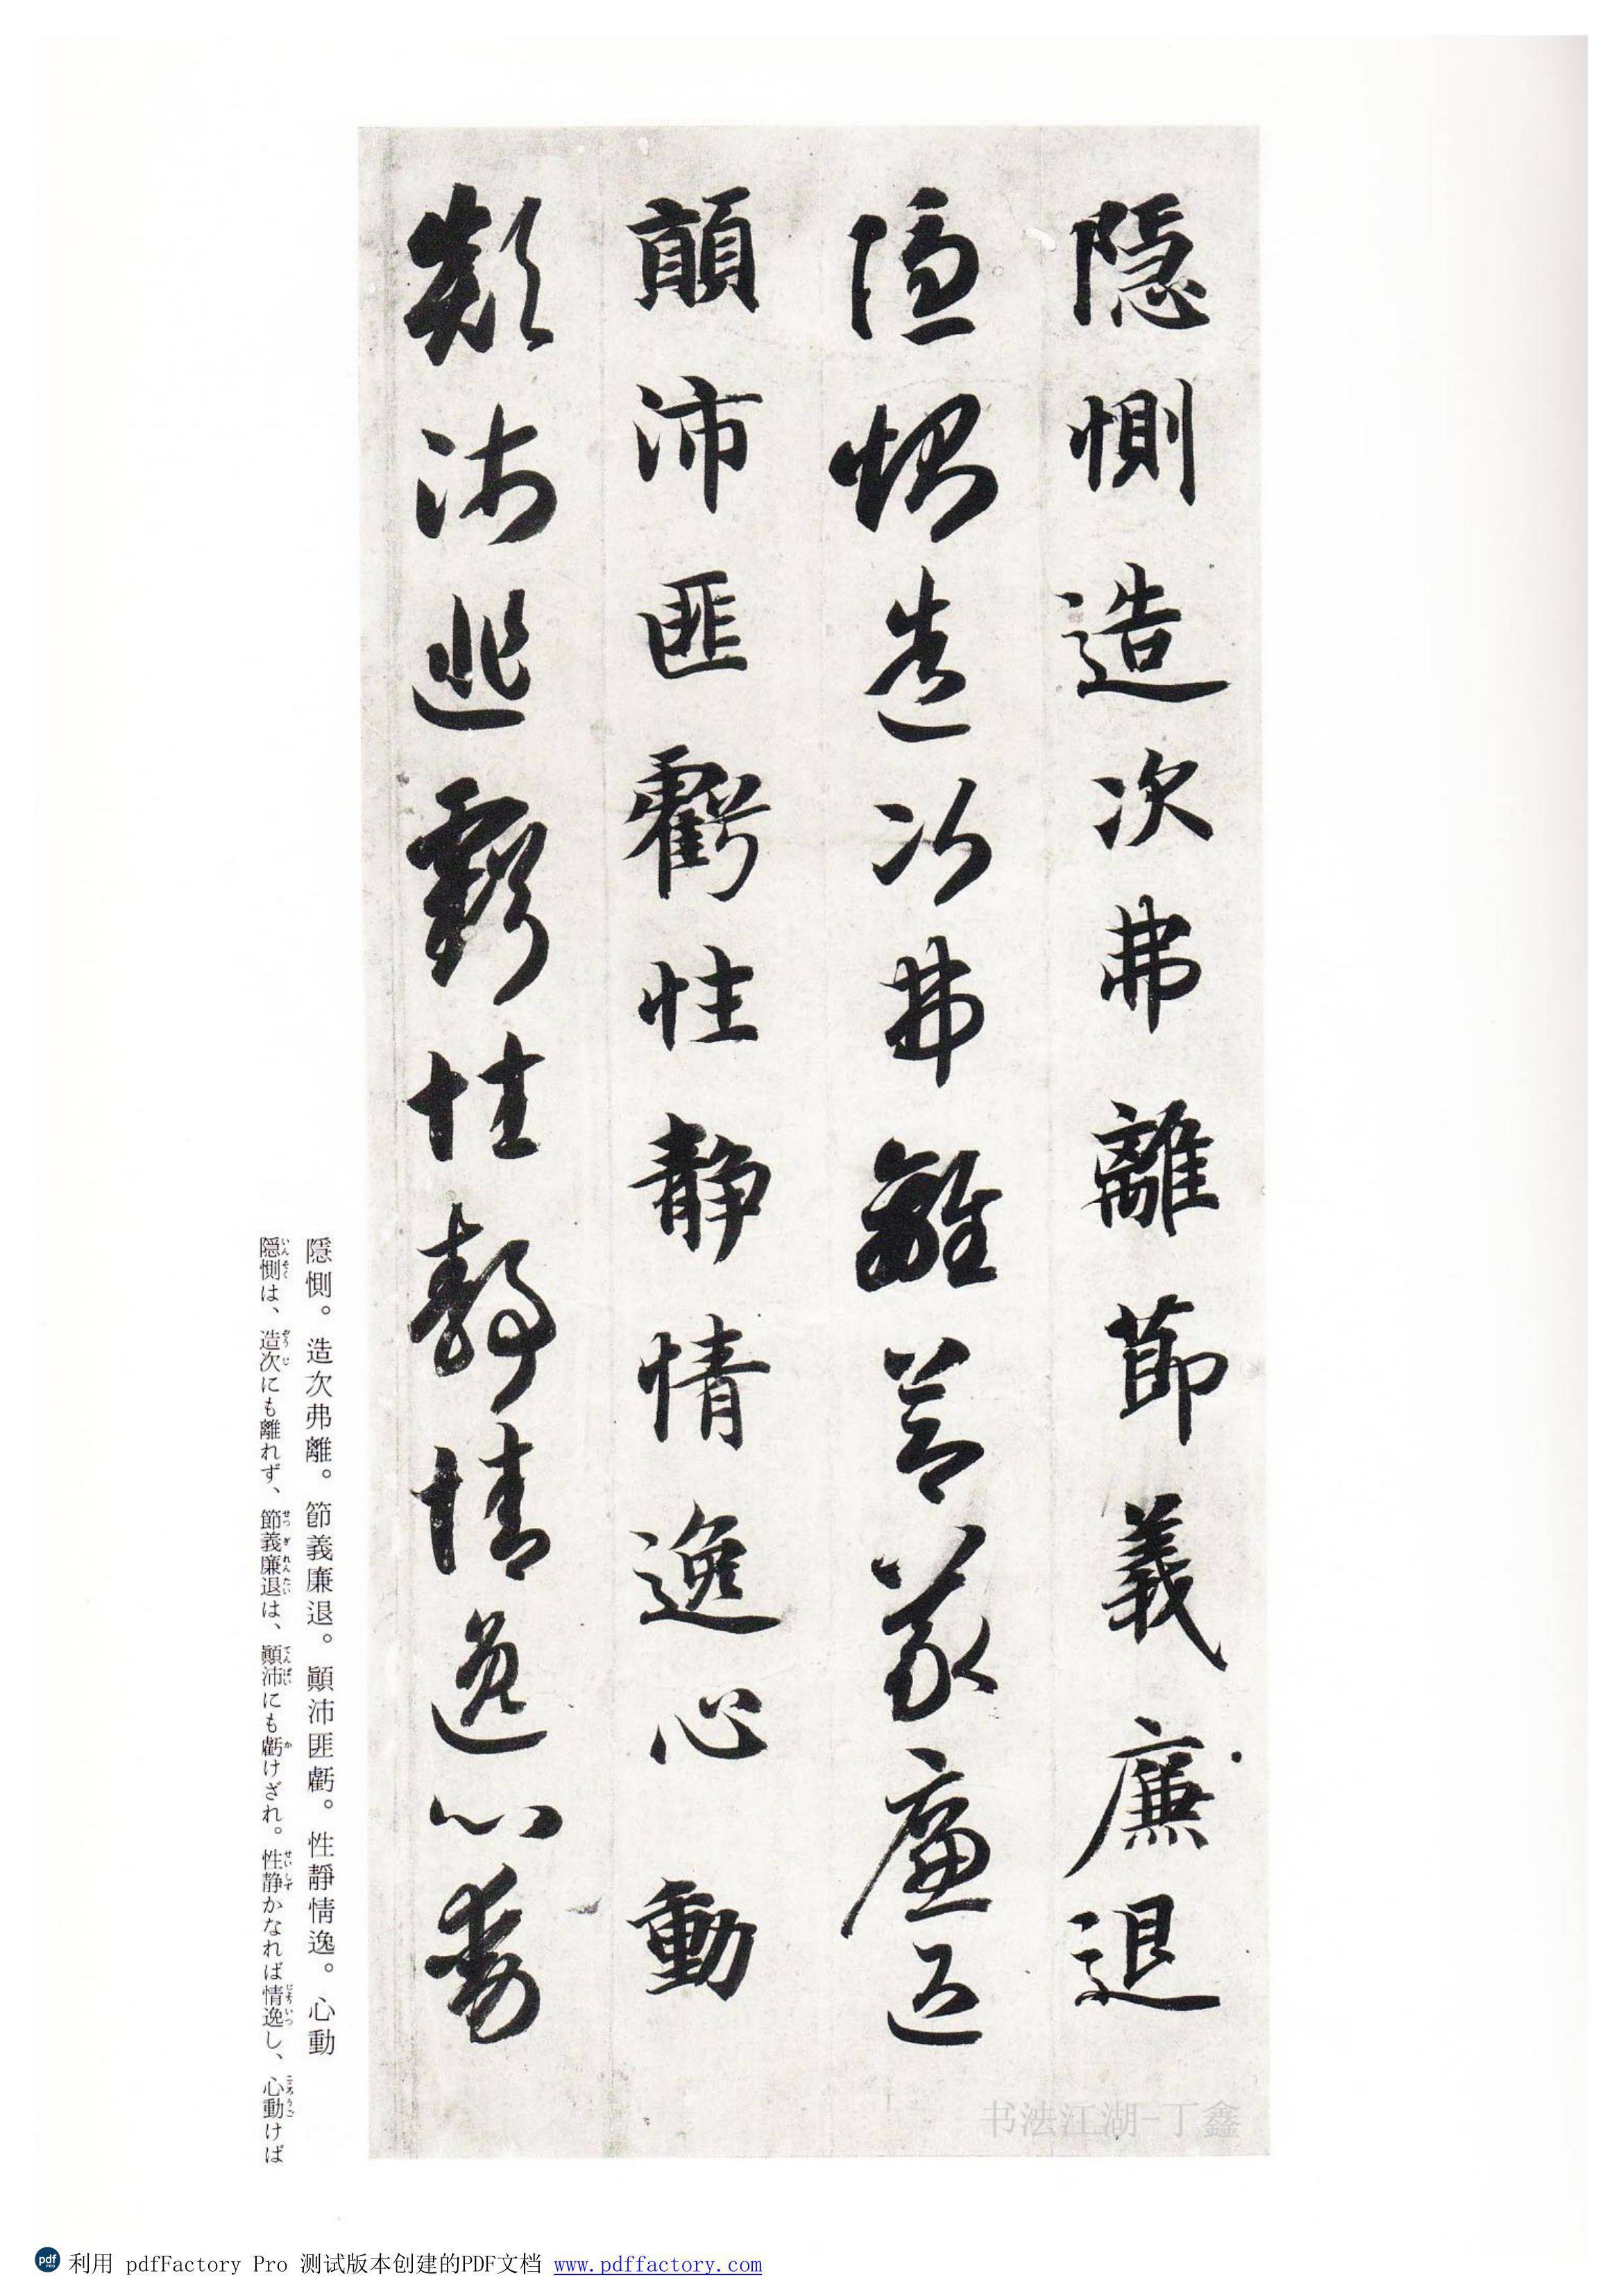 隱惻造次弗離節義廉退
隱惻造次弗離節義廉退
顛沛匪虧性靜情逸心動
顛沛匪虧性靜情逸心動
隱惻。造次弗離。節義廉退。顚沛匪虧。性靜情逸。心動
隠惻は、造次にも離れず、節義廉退は、顚沛にも虧けざれ。性静かなれば情逸し、心動けば
书法江湖-丁鑫
利用 pdfFactory Pro 测试版本创建的PDF文档 www.pdffactory.com